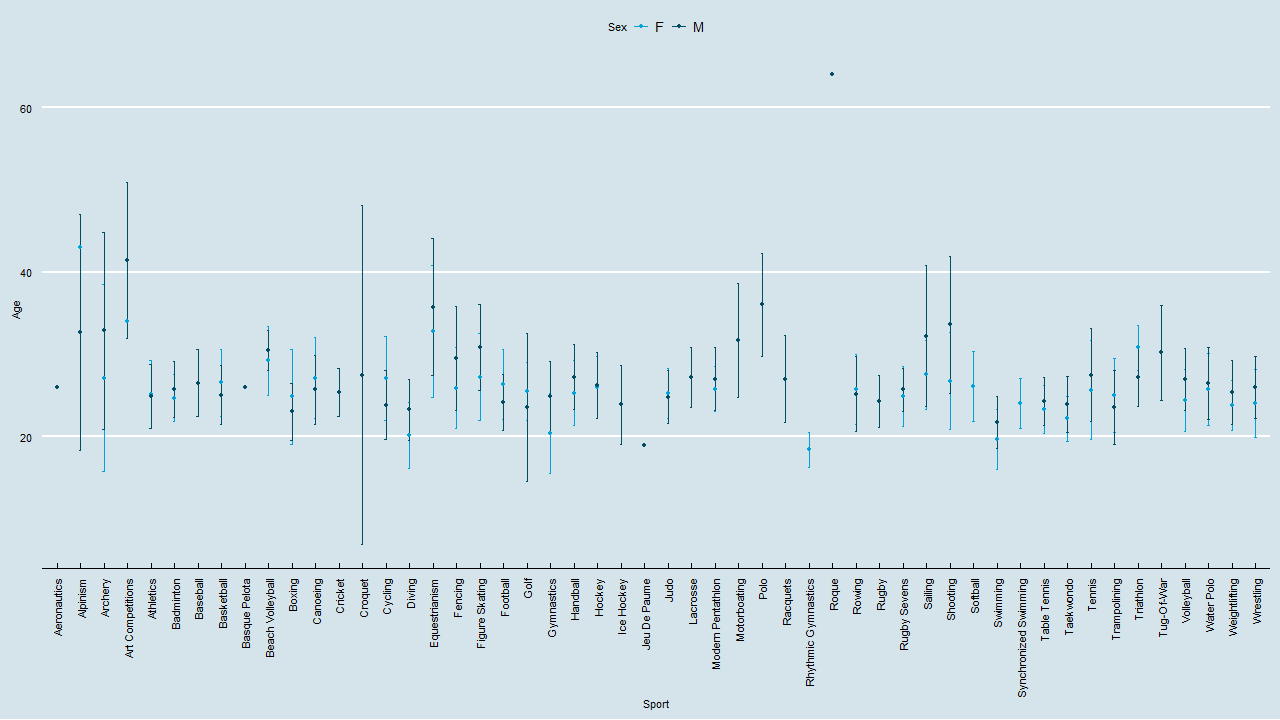 Sex F M
60
40
20
Age
Aeronautics
Alpinism
Archery
Art Competitions
Athletics
Badminton
Baseball
Basketball
Basque Pelota
Beach Volleyball
Boxing
Canoeing
Cricket
Croquet
Cycling
Diving
Equestrianism
Fencing
Figure Skating
Football
Golf
Gymnastics
Handball
Hockey
Ice Hockey
Jeu De Paume
Judo
Lacrosse
Modern Pentathlon
Motorboating
Polo
Racquets
Rhythmic Gymnastics
Roque
Rowing
Rugby
Rugby Sevens
Sailing
Shooting
Softball
Swimming
Synchronized Swimming
Table Tennis
Taekwondo
Tennis
Trampolining
Triathlon
Tug-Of-War
Volleyball
Water Polo
Weightlifting
Wrestling
Sport